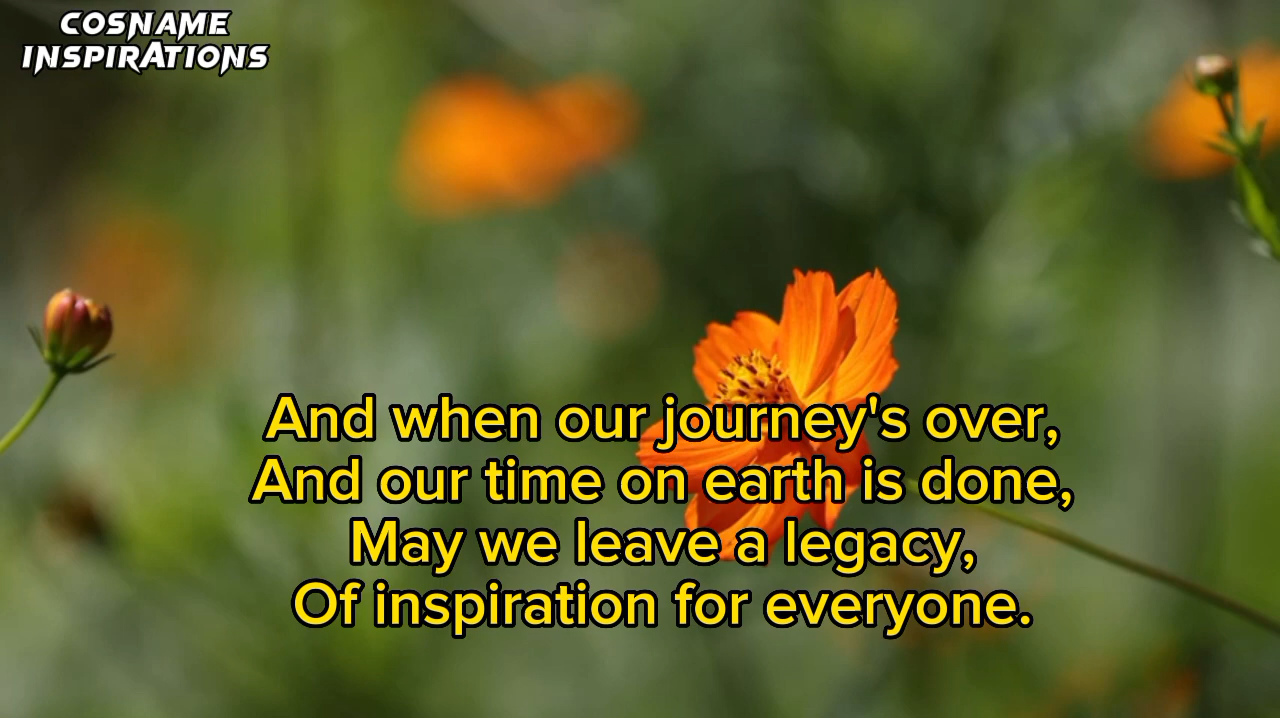 COSNAME
INSPIRATIONS
And when our journey's over,
And our time on earth is done,
May we leave a legacy,
Of inspiration for everyone.